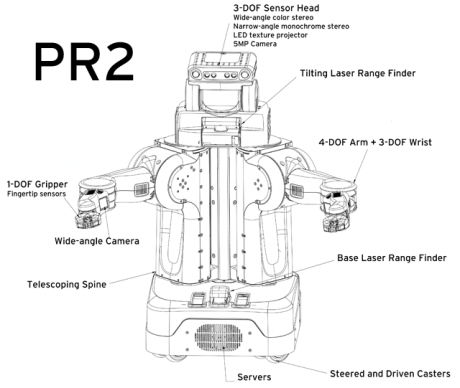 3-DOF Sensor Head
Wide-angle color stereo
Narrow-angle monochrome stereo
LED texture projector
5MP Camera
PR2
Tilting Laser Range Finder
4-DOF Arm + 3-DOF Wrist
1-DOF Gripper
Fingertip sensors
Wide-angle Camera
Base Laser Range Finder
Telescoping Spine
Steered and Driven Casters
Servers